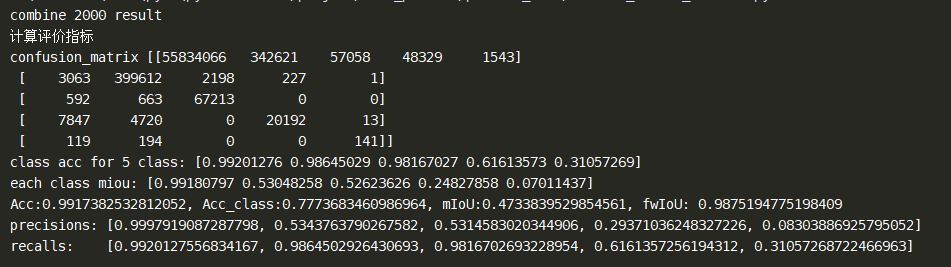 combine 2000 result
计算评价指标
confusion_matrix [[55834066 342621 57058 48329 1543]
[ 3063 399612 2198 227 1]
[ 592 663 67213 0 0]
[ 7847 4720 0 20192 13]
[ 119 194 0 0 141]]
class acc for 5 class: [0.99201276 0.98645029 0.98167027 0.61613573 0.31057269]
each class miou: [0.99180797 0.53048258 0.52623626 0.24827858 0.07011437]
Acc:0.9917382532812052, Acc_class:0.7773683460986964, mIoU:0.4733839529854561, fwIoU: 0.9875194775198409
precisions: [0.9997919087287798, 0.5343763790267582, 0.5314583020344906, 0.29371036248327226, 0.08303886925795052]
recalls: [0.9920127556834167, 0.9864502926430693, 0.9816702693228954, 0.6161357256194312, 0.31057268722466963]